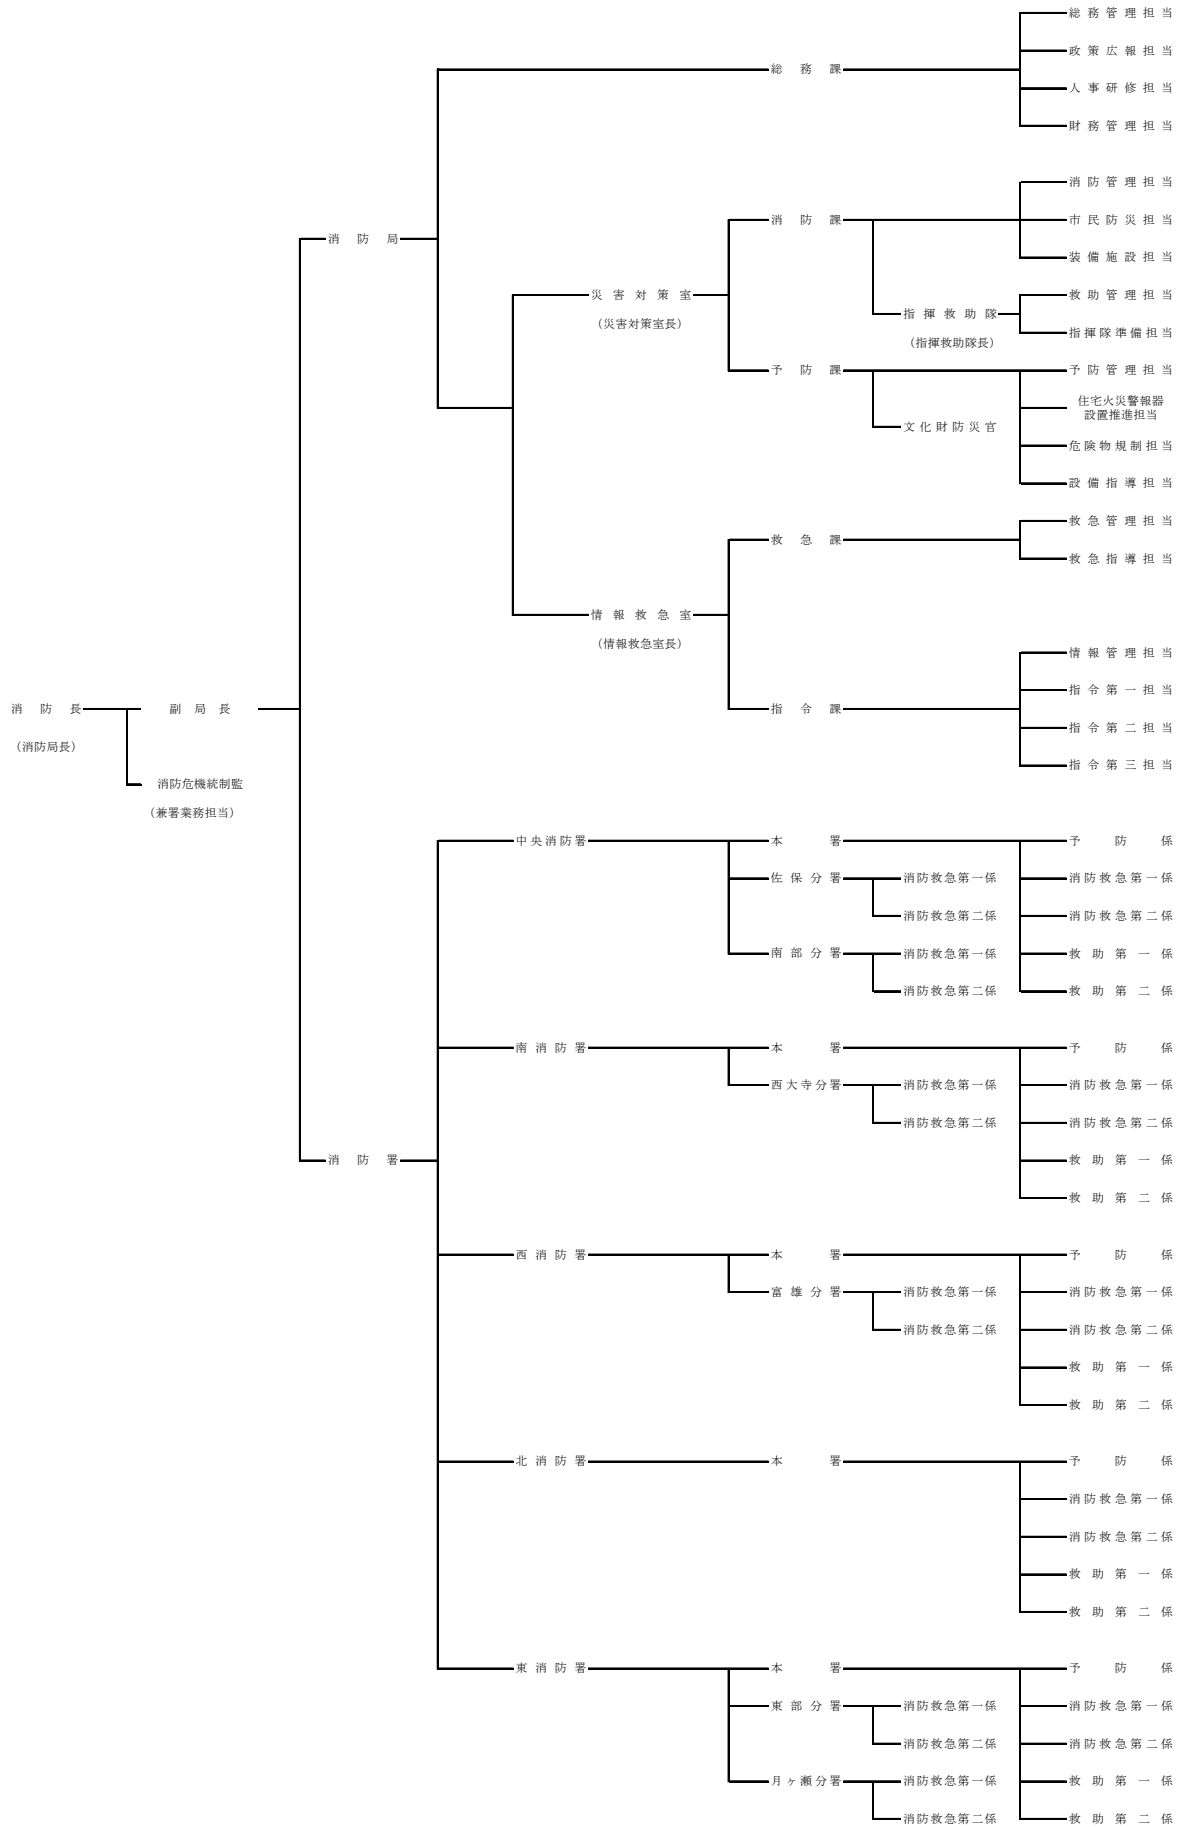 総務管理担当
政策広報担当
総務課
人事研修担当
財務管理担当
消防管理担当
消防課
市民防災担当
消防局
装備施設担当
災害対策室
救助管理担当
指揮救助隊
(災害対策室長)
指揮隊準備担当
(指揮救助隊長)
予防課
予防管理担当
住宅火災警報器
設置推進担当
文化財防災官
危険物規制担当
設備指導担当
救急管理担当
救急課
救急指導担当
情報救急室
(情報救急室長)
情報管理担当
指令第一担当
消防長
副局長
指令課
指令第二担当
(消防局長)
指令第三担当
消防危機統制監
(兼署業務担当)
中央消防署
本署
予防係
佐保分署
消防救急第一係
消防救急第一係
消防救急第二係
消防救急第二係
南部分署
消防救急第一係
救助第一係
消防救急第二係
救助第二係
南消防署
本署
予防係
西大寺分署
消防救急第一係
消防救急第一係
消防救急第二係
消防救急第二係
消防署
救助第一係
救助第二係
西消防署
本署
予防係
富雄分署
消防救急第一係
消防救急第一係
消防救急第二係
消防救急第二係
救助第一係
救助第二係
北消防署
本署
予防係
消防救急第一係
消防救急第二係
救助第一係
救助第二係
東消防署
本署
予防係
東部分署
消防救急第一係
消防救急第一係
消防救急第二係
消防救急第二係
月ヶ瀬分署
消防救急第一係
救助第一係
消防救急第二係
救助第二係